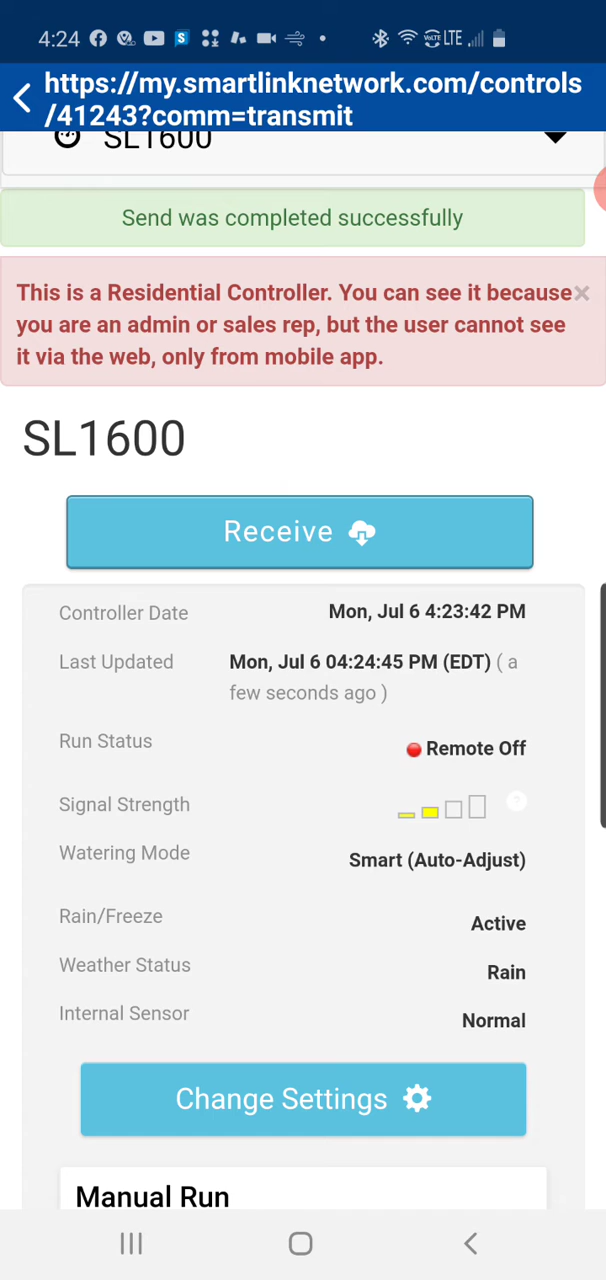 4:24
VoLTE LTE
https://my.smartlinknetwork.com/controls
/41243?comm=transmit
SL1600
Send was completed successfully
This is a Residential Controller. You can see it because ×
you are an admin or sales rep, but the user cannot see
it via the web, only from mobile app.
SL1600
Receive
Controller Date Mon, Jul 6 4:23:42 PM
Last Updated Mon, Jul 6 04:24:45 PM (EDT) ( a
few seconds ago )
Run Status Remote Off
Signal Strength ?
Watering Mode Smart (Auto-Adjust)
Rain/Freeze Active
Weather Status Rain
Internal Sensor Normal
Change Settings
Manual Run